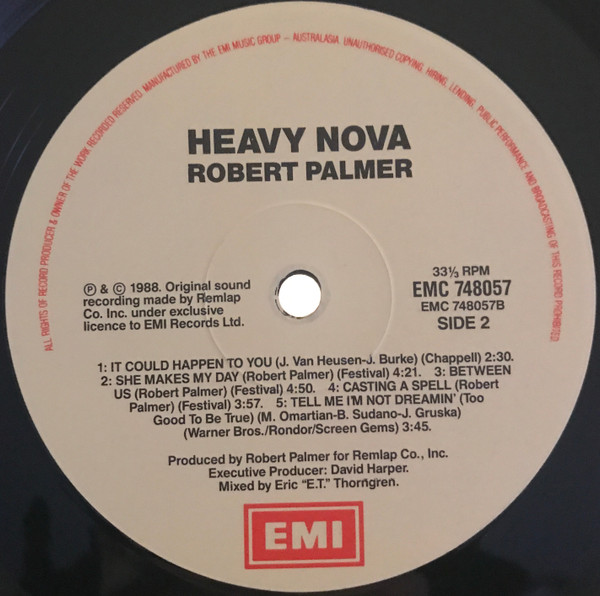 ALL RIGHTS OF RECORD PRODUCER & OWNER OF THE WORK RECORDED RESERVED. MANUFACTURED BY THE EMI MUSIC GROUP – AUSTRALASIA. UNAUTHORISED COPYING, HIRING, LENDING, PUBLIC PERFORMANCE AND BROADCASTING OF THIS RECORD PROHIBITED.
HEAVY NOVA
ROBERT PALMER
℗ & © 1988. Original sound
recording made by Remlap
Co. Inc. under exclusive
licence to EMI Records Ltd.
33⅓ RPM
EMC 748057
EMC 748057B
SIDE 2
1: IT COULD HAPPEN TO YOU (J. Van Heusen-J. Burke) (Chappell) 2:30.
2: SHE MAKES MY DAY (Robert Palmer) (Festival) 4:21. 3: BETWEEN
US (Robert Palmer) (Festival) 4:50. 4: CASTING A SPELL (Robert
Palmer) (Festival) 3:57. 5: TELL ME I'M NOT DREAMIN' (Too
Good To Be True) (M. Omartian-B. Sudano-J. Gruska)
(Warner Bros./Rondor/Screen Gems) 3:45.
Produced by Robert Palmer for Remlap Co., Inc.
Executive Producer: David Harper.
Mixed by Eric “E.T.” Thorngren.
EMI